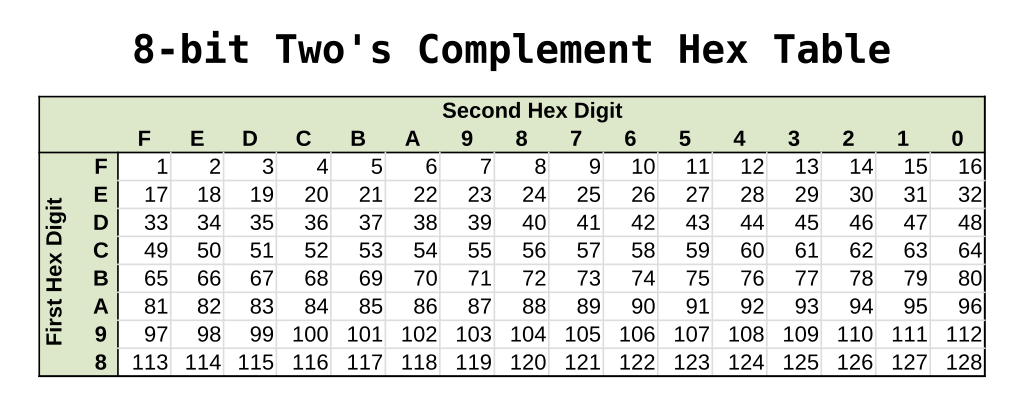 8-bit Two's Complement Hex Table
Second Hex Digit
F E D C B A 9 8 7 6 5 4 3 2 1 0
First Hex Digit
F 1 2 3 4 5 6 7 8 9 10 11 12 13 14 15 16
E 17 18 19 20 21 22 23 24 25 26 27 28 29 30 31 32
D 33 34 35 36 37 38 39 40 41 42 43 44 45 46 47 48
C 49 50 51 52 53 54 55 56 57 58 59 60 61 62 63 64
B 65 66 67 68 69 70 71 72 73 74 75 76 77 78 79 80
A 81 82 83 84 85 86 87 88 89 90 91 92 93 94 95 96
9 97 98 99 100 101 102 103 104 105 106 107 108 109 110 111 112
8 113 114 115 116 117 118 119 120 121 122 123 124 125 126 127 128